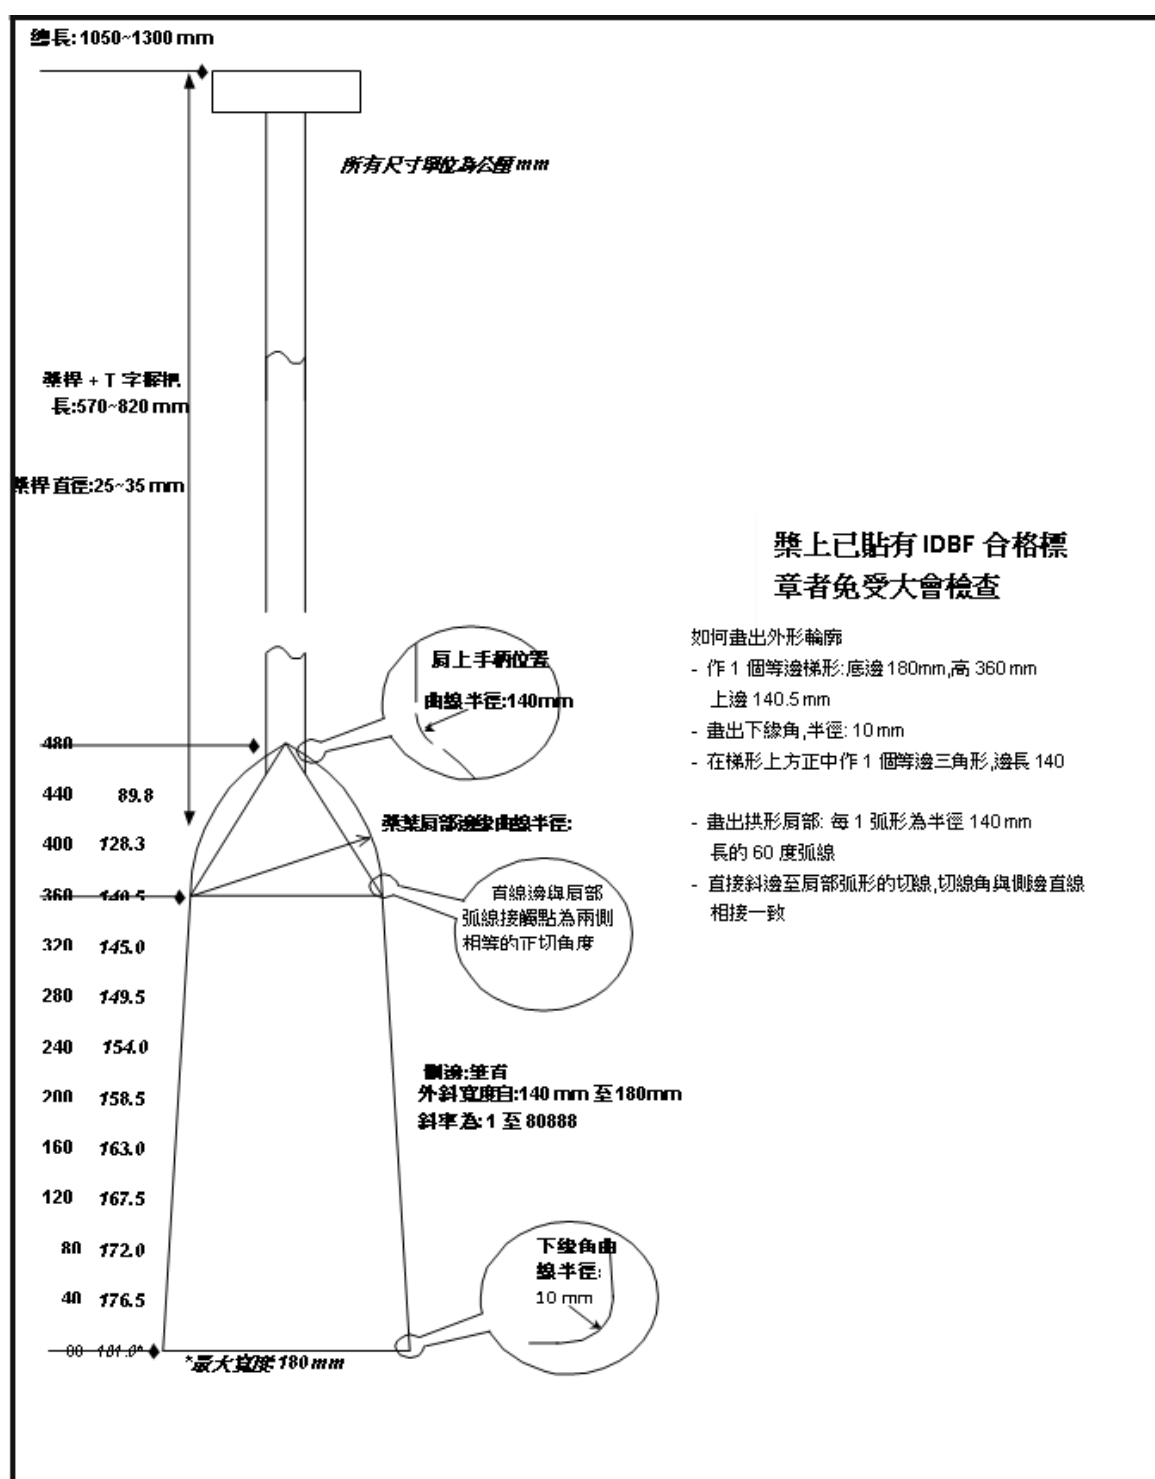 總長:1050~1300 mm
所有尺寸單位為公厘mm
槳桿 + T 字握把
長:570~820 mm
槳桿 直徑:25~35 mm
槳上已貼有 IDBF 合格標
章者免受大會檢查
如何畫出外形輪廓
- 作 1 個等邊梯形:底邊 180mm,高 360 mm
上邊 140.5 mm
- 畫出下緣角,半徑: 10 mm
- 在梯形上方正中作 1 個等邊三角形,邊長 140
- 畫出拱形肩部: 每 1 弧形為半徑 140 mm
長的 60 度弧線
- 直接斜邊至肩部弧形的切線,切線角與側邊直線
相接一致
肩上手柄位置
曲線 半徑:140mm
480
440 89.8
400 128.3
槳葉肩部邊緣曲線半徑:
360 140.5
首線邊與肩部
弧線接觸點為兩側
相等的正切角度
320 145.0
280 149.5
240 154.0
側邊:筆首
外斜寬度自:140 mm 至 180mm
斜率為: 1 至 80888
200 158.5
160 163.0
120 167.5
80 172.0
40 176.5
下緣角曲
線半徑:
10 mm
00 181.0*
*最大寬度:180 mm